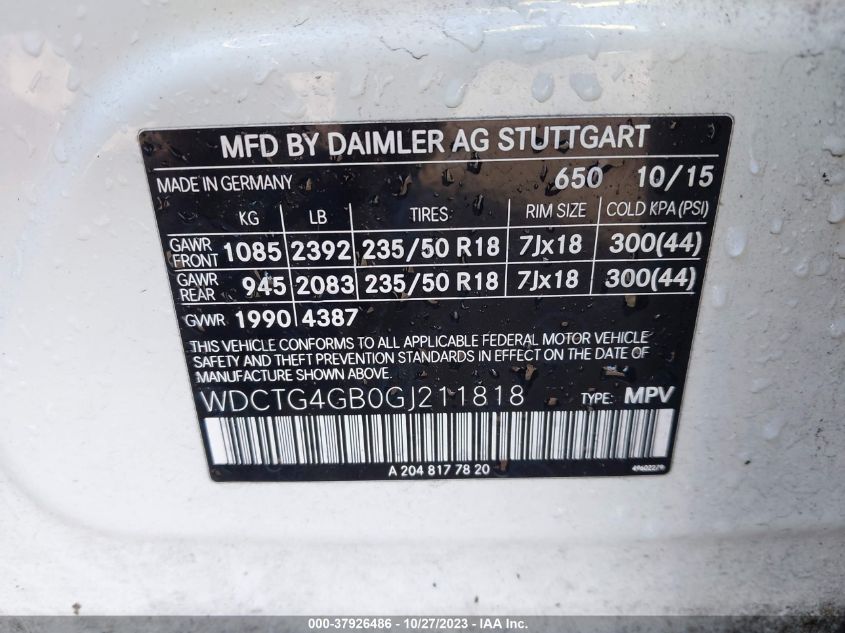 MFD BY DAIMLER AG STUTTGART
MADE IN GERMANY 650 10/15
KG LB TIRES RIM SIZE COLD KPA (PSI)
GAWR FRONT 1085 2392 235/50 R18 7Jx18 300(44)
GAWR REAR 945 2083 235/50 R18 7Jx18 300(44)
GVWR 1990 4387
THIS VEHICLE CONFORMS TO ALL APPLICABLE FEDERAL MOTOR VEHICLE
SAFETY AND THEFT PREVENTION STANDARDS IN EFFECT ON THE DATE OF
MANUFACTURE SHOWN ABOVE.
WDCTG4GB0GJ211818 TYPE: MPV
A 204 817 78 20 49602279
000-37926486 - 10/27/2023 - IAA Inc.